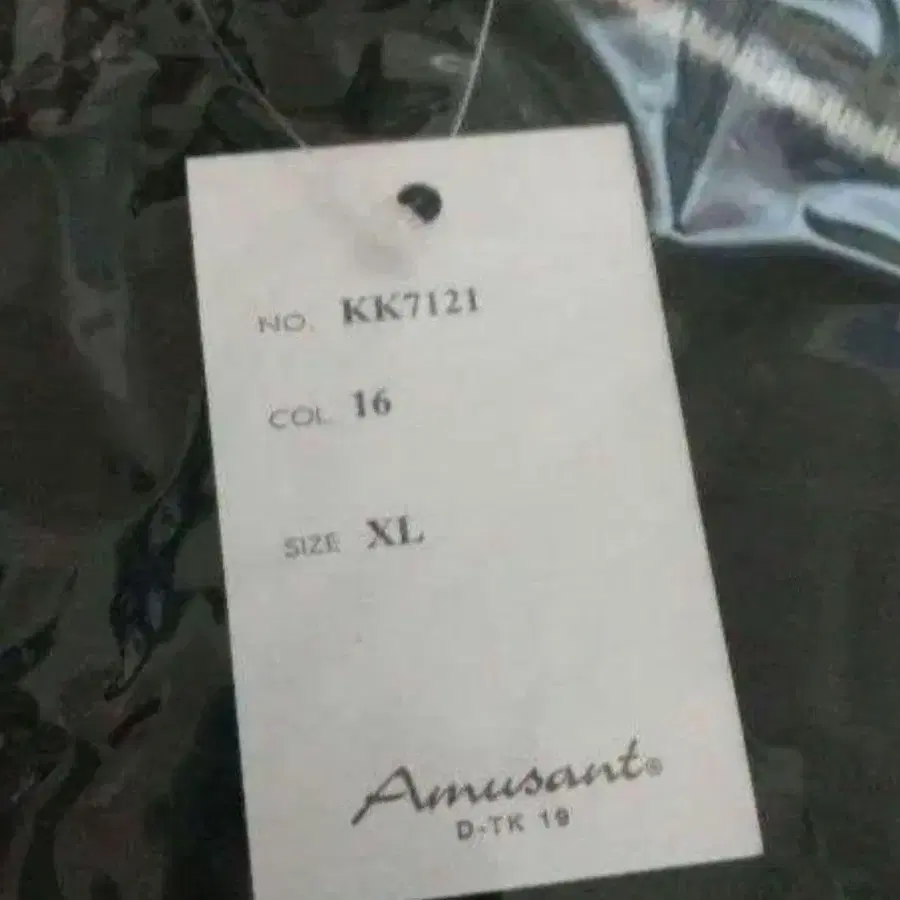 NO. KK7121
COL. 16
SIZE XL
Amusant®
D-TK 19